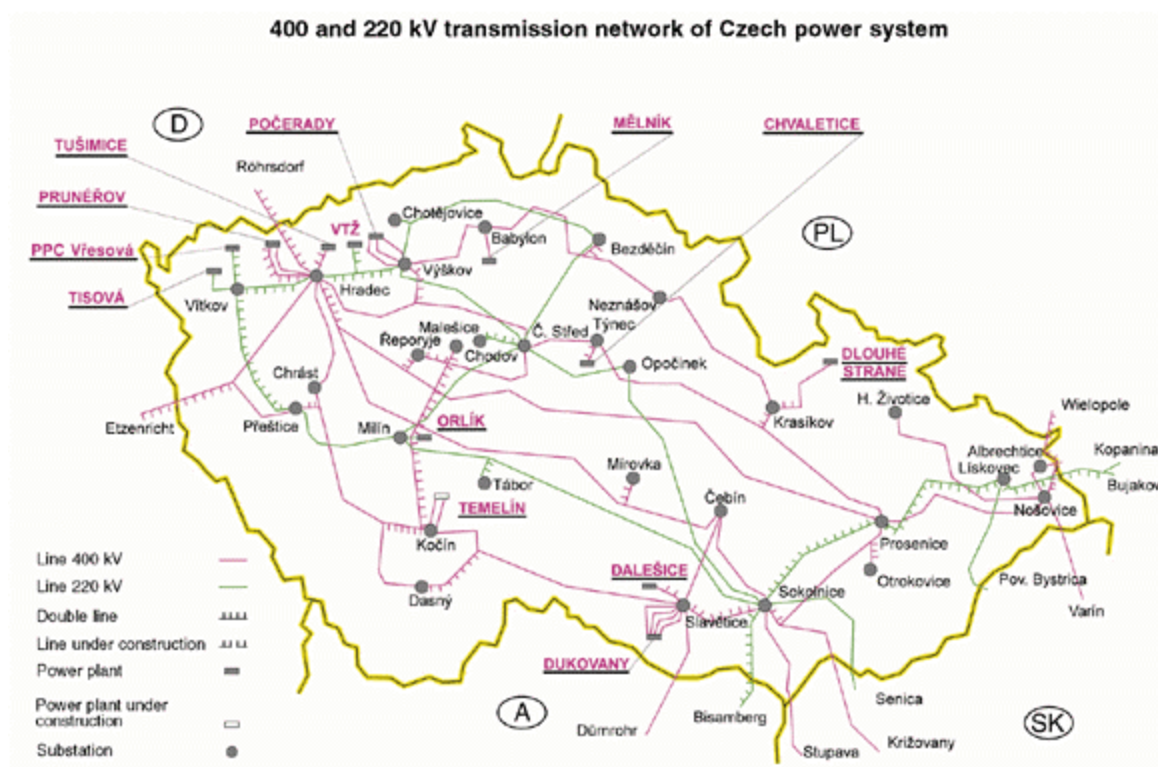 400 and 220 kV transmission network of Czech power system
D
POČERADY
MĚLNÍK
CHVALETICE
TUŠIMICE
Röhrsdorf
PRUNÉŘOV
Chotějovice
VTŽ
Babylon
PL
PPC Vřesová
Bezděčín
Výškov
TISOVÁ
Hradec
Vítkov
Neznášov
Malešice
Č. Střed
Týnec
Řeporyje
Chodov
Opočínek
DLOUHÉ
STRANE
Chrást
H. Životice
Wielopole
Etzenricht
Přeštice
Milín
ORLÍK
Krasíkov
Albrechtice
Kopanina
Mírovka
Lískovec
Bujakov
Tábor
Čebín
TEMELÍN
Nošovice
Kočín
Prosenice
Line 400 kV
DALEŠICE
Otrokovice
Pov. Bystrica
Line 220 kV
Dasný
Sokolnice
Varín
Double line
Slavětice
Line under construction
DUKOVANY
Power plant
A
Senica
Power plant under
construction
Bisamberg
SK
Dürnrohr
Križovany
Substation
Stupava